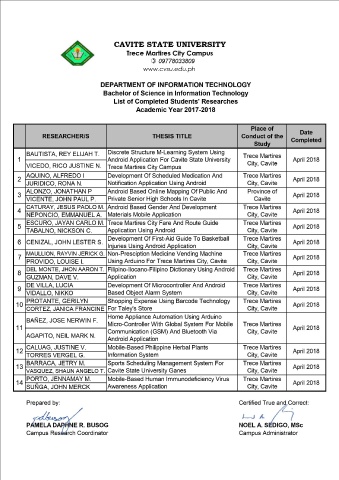 CAVITE STATE UNIVERSITY
Trece Martires City Campus
09778033809
www.cvsu.edu.ph
DEPARTMENT OF INFORMATION TECHNOLOGY
Bachelor of Science in Information Technology
List of Completed Students' Researches
Academic Year 2017-2018
RESEARCHER/S THESIS TITLE Place of Conduct of the Study Date Completed
1 BAUTISTA, REY ELIJAH T. Discrete Structure M-Learning System Using
Android Application For Cavite State University Trece Martires April 2018
VICEDO, RICO JUSTINE N. Trece Martires City Campus City, Cavite
2 AQUINO, ALFREDO I Development Of Scheduled Medication And Trece Martires April 2018
JURIDICO, RONA N. Notification Application Using Android City, Cavite
3 ALONZO, JONATHAN P Android Based Online Mapping Of Public And Province of April 2018
VICENTE, JOHN PAUL P. Private Senior High Schools In Cavite Cavite
4 CATURAY, JESUS PAOLO M. Android Based Gender And Development Trece Martires April 2018
NEPONCIO, EMMANUEL A. Materials Mobile Application City, Cavite
5 ESCURO, JAYAN CARLO M. Trece Martires City Fare And Route Guide Trece Martires April 2018
TABALNO, NICKSON C. Application Using Android City, Cavite
6 GENIZAL, JOHN LESTER S. Development Of First-Aid Guide To Basketball Trece Martires April 2018
Injuries Using Android Application City, Cavite
7 MAULLION, RAYVN JERICK G. Non-Presciption Medicine Vending Machine Trece Martires April 2018
PROVIDO, LOUISE I. Using Arduino For Trece Martires City, Cavite City, Cavite
8 DEL MONTE, JHON AARON T. Filipino-Ilocano-Filipino Dictionary Using Android Trece Martires April 2018
GUZMAN, DAVE V. Application City, Cavite
9 DE VILLA, LUCIA Development Of Microcontroller And Android Trece Martires April 2018
VIDALLO, NIKKO Based Object Alarm System City, Cavite
10 PROTANTE, GERILYN Shopping Expense Using Barcode Technology Trece Martires April 2018
CORTEZ, JANICA FRANCINE For Taley's Store City, Cavite
11 BAÑEZ, JOSE NERWIN F. Home Appliance Automation Using Arduino
Micro-Controller With Global System For Mobile Trece Martires April 2018
AGAPITO, NEIL MARK N. Communication (GSM) And Bluetooth Via City, Cavite
Android Application
12 CALUAG, JUSTINE V. Mobile-Based Philippine Herbal Plants Trece Martires April 2018
TORRES VERGEL G. Information System City, Cavite
13 BARRACA, JETRY M. Sports Scheduling Management System For Trece Martires April 2018
VASQUEZ, SHAUN ANGELO T. Cavite State University Ganes City, Cavite
14 PORTO, JENNAMAY M. Mobile-Based Human Immunodeficiency Virus Trece Martires April 2018
SUÑGA, JOHN MERCK Awareness Application City, Cavite
Prepared by: Certified True and Correct:
PAMELA DAPHNE R. BUSOG NOEL A. SEDIGO, MSc
Campus Research Coordinator Campus Administrator